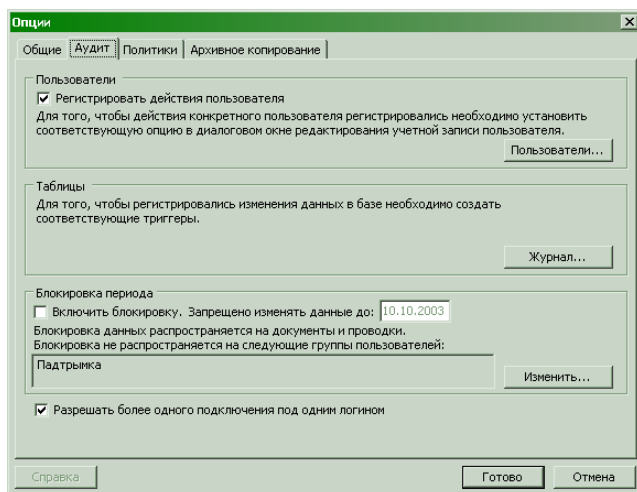 Опции
Общие Аудит Политики Архивное копирование
Пользователи
Регистрировать действия пользователя
Для того, чтобы действия конкретного пользователя регистрировались необходимо установить
соответствующую опцию в диалоговом окне редактирования учетной записи пользователя.
Пользователи...
Таблицы
Для того, чтобы регистрировались изменения данных в базе необходимо создать
соответствующие триггеры.
Журнал...
Блокировка периода
Включить блокировку. Запрещено изменять данные до: 10.10.2003
Блокировка данных распространяется на документы и проводки.
Блокировка не распространяется на следующие группы пользователей:
Падтрымка
Изменить...
Разрешать более одного подключения под одним логином
Справка Готово Отмена